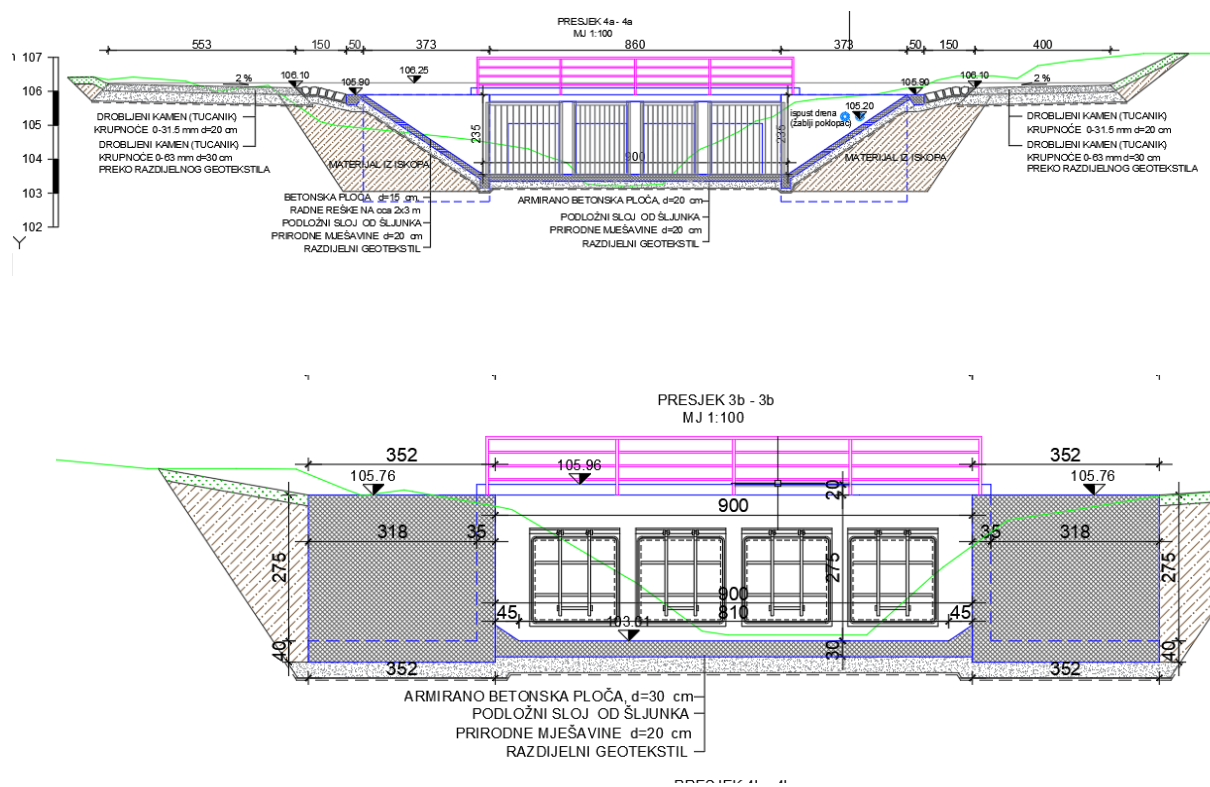 PRESJEK 4a - 4a
MJ 1:100
553 150 50 373 860 373 50 150 400
107
106
105
104
103
102
Y
2 %
106.10
105.90
106.25
105.90
106.10
2 %
105.20
ispust drena
(žablji poklopac)
235
235
900
DROBLJENI KAMEN (TUCANIK)
KRUPNOĆE 0-31.5 mm d=20 cm
DROBLJENI KAMEN (TUCANIK)
KRUPNOĆE 0-63 mm d=30 cm
PREKO RAZDIJELNOG GEOTEKSTILA
DROBLJENI KAMEN (TUCANIK)
KRUPNOĆE 0-31.5 mm d=20 cm
DROBLJENI KAMEN (TUCANIK)
KRUPNOĆE 0-63 mm d=30 cm
PREKO RAZDIJELNOG GEOTEKSTILA
MATERIJAL IZ ISKOPA
MATERIJAL IZ ISKOPA
BETONSKA PLOČA, d=15 cm
RADNE REŠKE NA cca 2x3 m
PODLOŽNI SLOJ OD ŠLJUNKA
PRIRODNE MJEŠAVINE d=20 cm
RAZDIJELNI GEOTEKSTIL
ARMIRANO BETONSKA PLOČA, d=20 cm
PODLOŽNI SLOJ OD ŠLJUNKA
PRIRODNE MJEŠAVINE d=20 cm
RAZDIJELNI GEOTEKSTIL
PRESJEK 3b - 3b
MJ 1:100
352
352
105.76
105.96
105.76
20
900
318 35
35 318
275
275
275
900
45 810 45
103.01
40
30
40
352
352
ARMIRANO BETONSKA PLOČA, d=30 cm
PODLOŽNI SLOJ OD ŠLJUNKA
PRIRODNE MJEŠAVINE d=20 cm
RAZDIJELNI GEOTEKSTIL